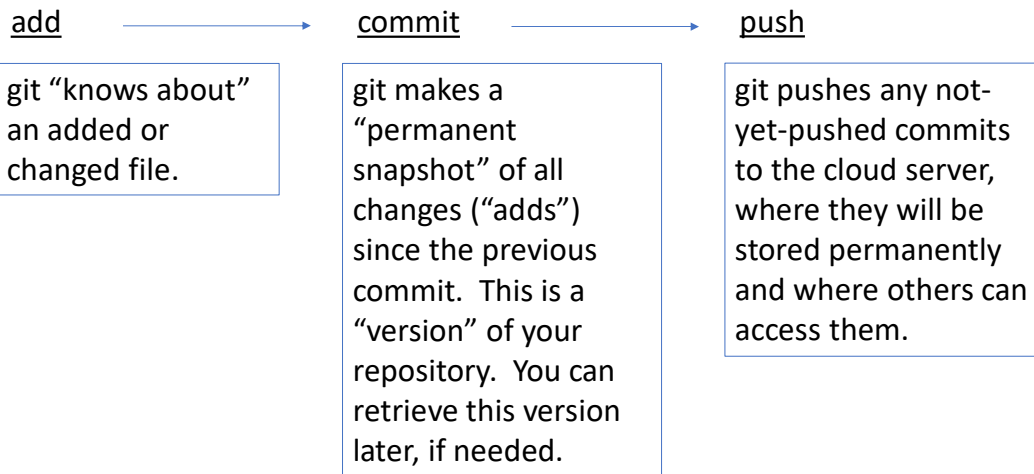 add
commit
push
git “knows about”
an added or
changed file.
git makes a
“permanent
snapshot” of all
changes (“adds”)
since the previous
commit.  This is a
“version” of your
repository.  You can
retrieve this version
later, if needed.
git pushes any not-
yet-pushed commits
to the cloud server,
where they will be
stored permanently
and where others can
access them.